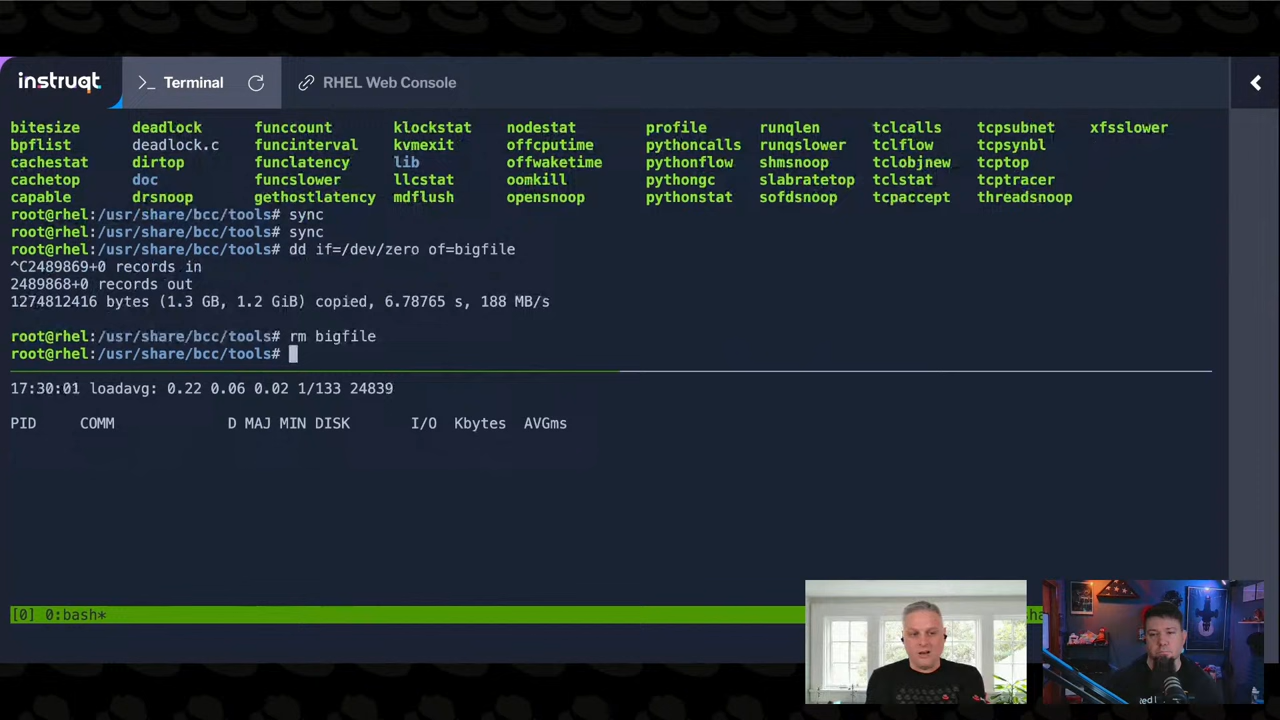 instruqt >_ Terminal RHEL Web Console
bitesize deadlock funccount klockstat nodestat profile runqlen tclcalls tcpsubnet xfsslower
bpflist deadlock.c funcinterval kvmexit offcputime pythoncalls runqslower tclflow tcpsynbl
cachestat dirtop funclatency lib offwaketime pythonflow shmsnoop tclobjnew tcptop
cachetop doc funcslower llcstat oomkill pythongc slabratetop tclstat tcptracer
capable drsnoop gethostlatency mdflush opensnoop pythonstat sofdsnoop tcpaccept threadsnoop
root@rhel:/usr/share/bcc/tools# sync
root@rhel:/usr/share/bcc/tools# sync
root@rhel:/usr/share/bcc/tools# dd if=/dev/zero of=bigfile
^C2489869+0 records in
2489868+0 records out
1274812416 bytes (1.3 GB, 1.2 GiB) copied, 6.78765 s, 188 MB/s
root@rhel:/usr/share/bcc/tools# rm bigfile
root@rhel:/usr/share/bcc/tools#
17:30:01 loadavg: 0.22 0.06 0.02 1/133 24839
PID COMM D MAJ MIN DISK I/O Kbytes AVGms
[0] 0:bash*